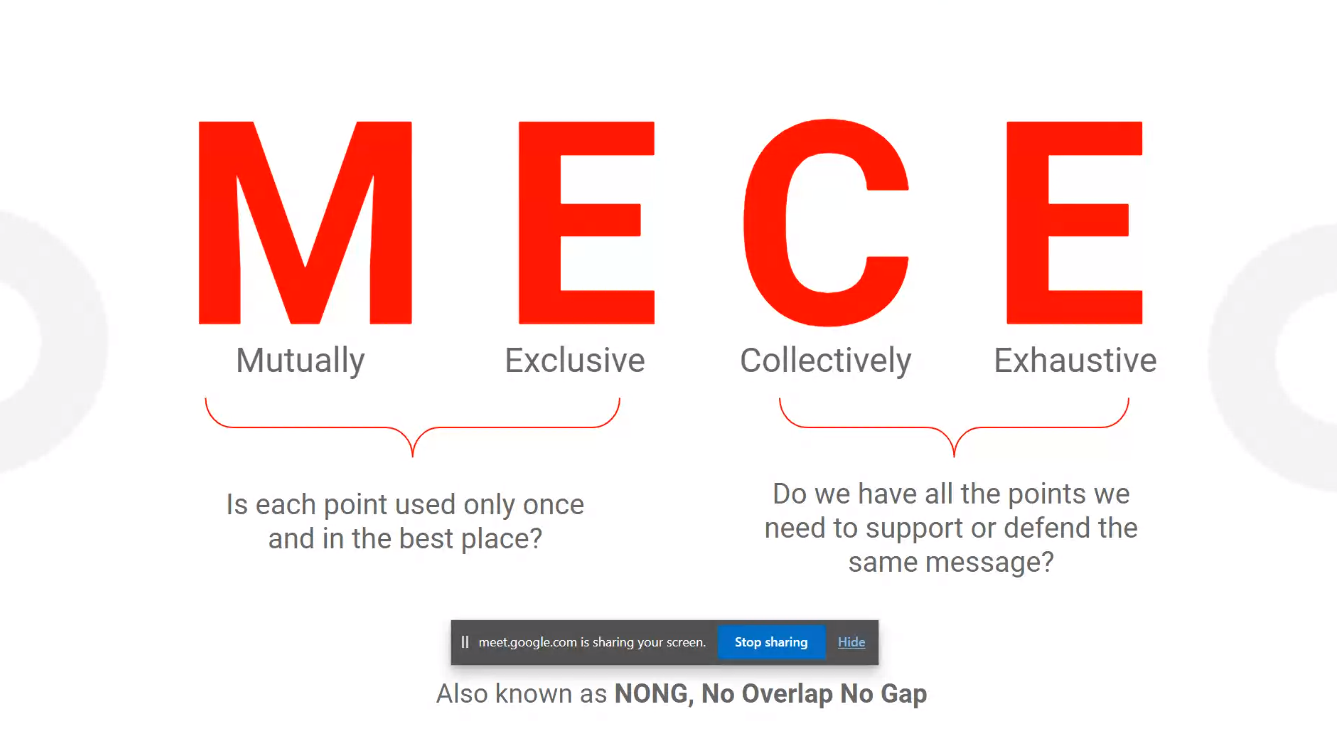 M E C E
Mutually Exclusive Collectively Exhaustive
Is each point used only once
and in the best place?
Do we have all the points we
need to support or defend the
same message?
meet.google.com is sharing your screen. Stop sharing Hide
Also known as NONG, No Overlap No Gap